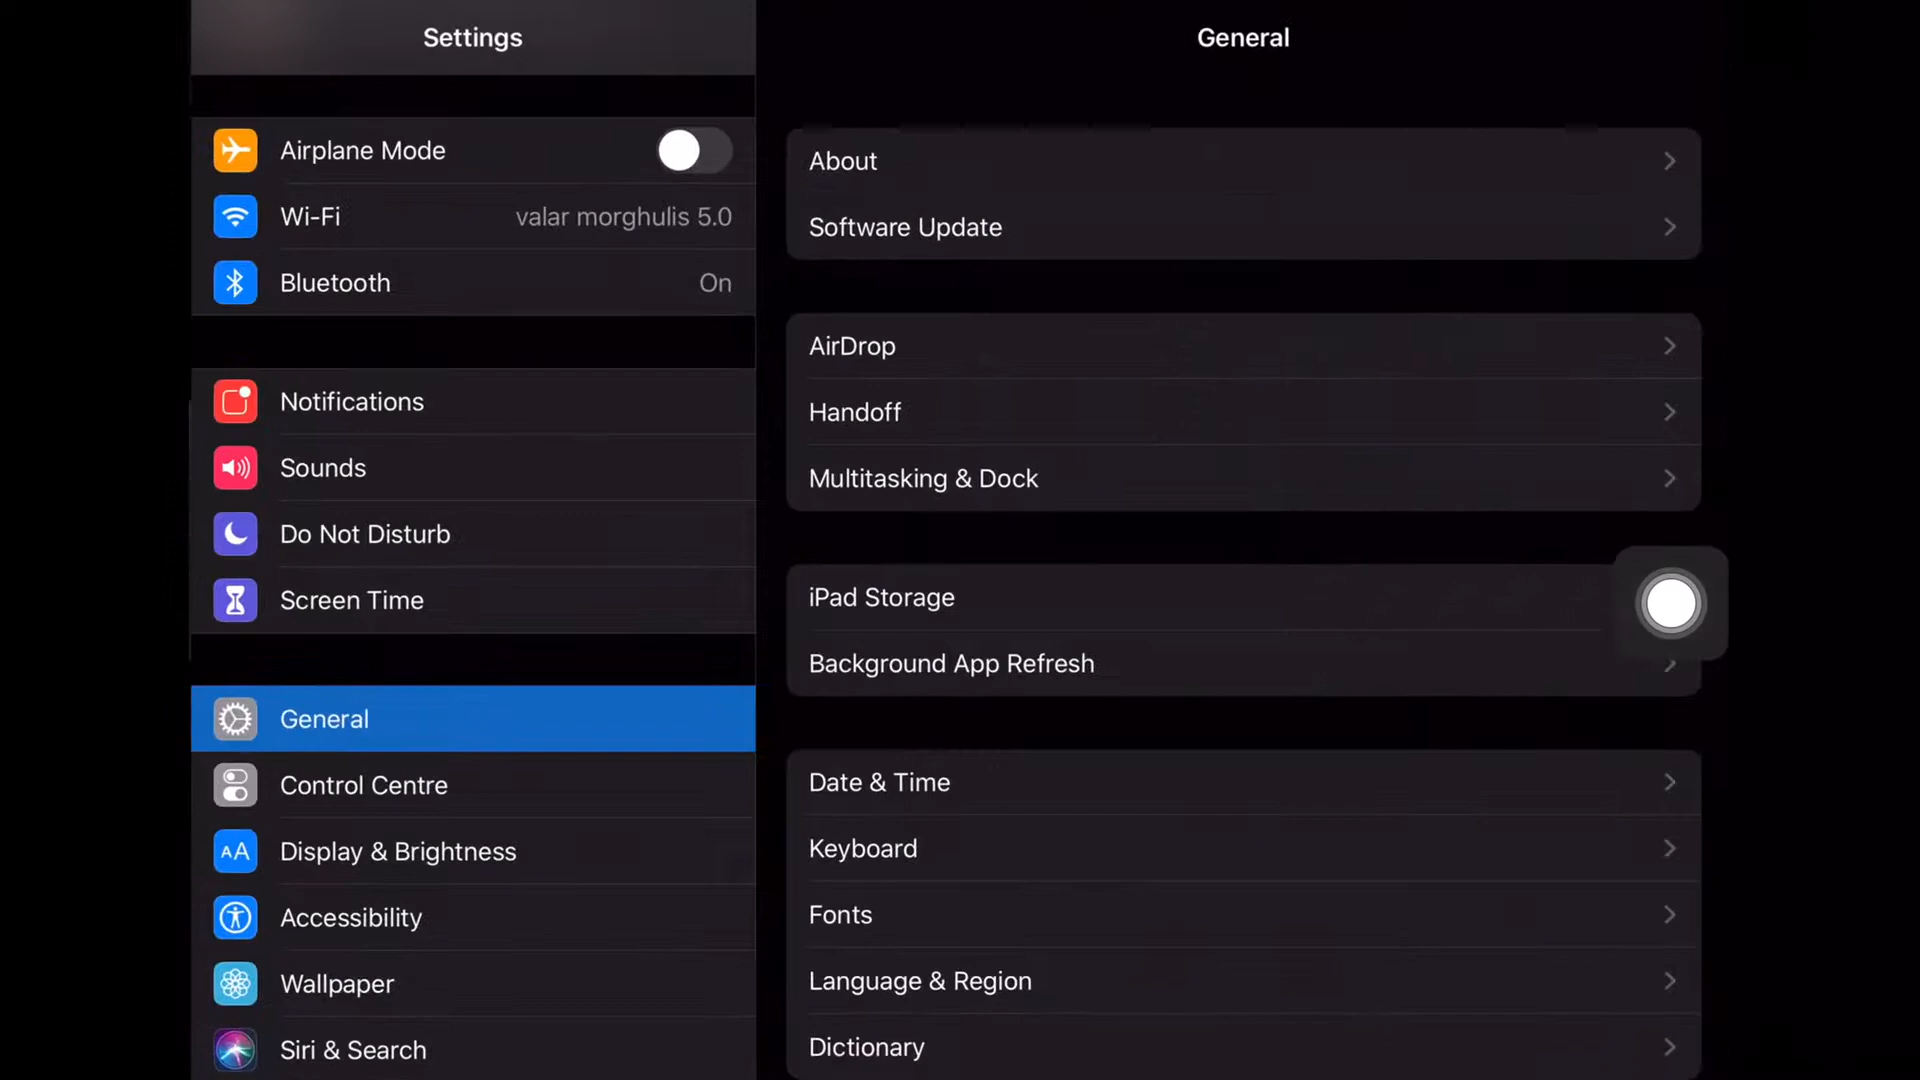 Settings
Airplane Mode
Wi-Fi valar morghulis 5.0
Bluetooth On
Notifications
Sounds
Do Not Disturb
Screen Time
General
Control Centre
AA Display & Brightness
Accessibility
Wallpaper
Siri & Search
General
About
Software Update
AirDrop
Handoff
Multitasking & Dock
iPad Storage
Background App Refresh
Date & Time
Keyboard
Fonts
Language & Region
Dictionary